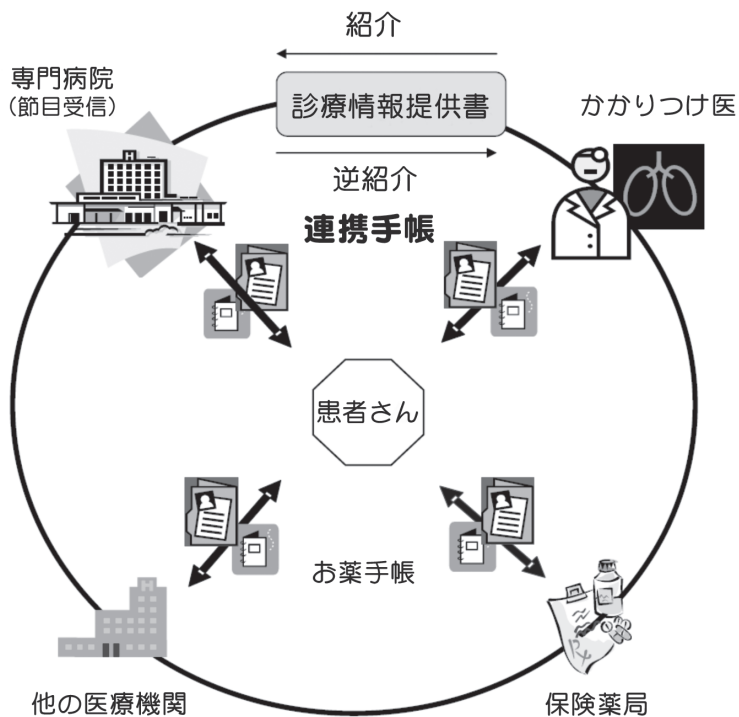 紹介
専門病院
（節目受信）
診療情報提供書
かかりつけ医
逆紹介
連携手帳
患者さん
お薬手帳
他の医療機関
保険薬局